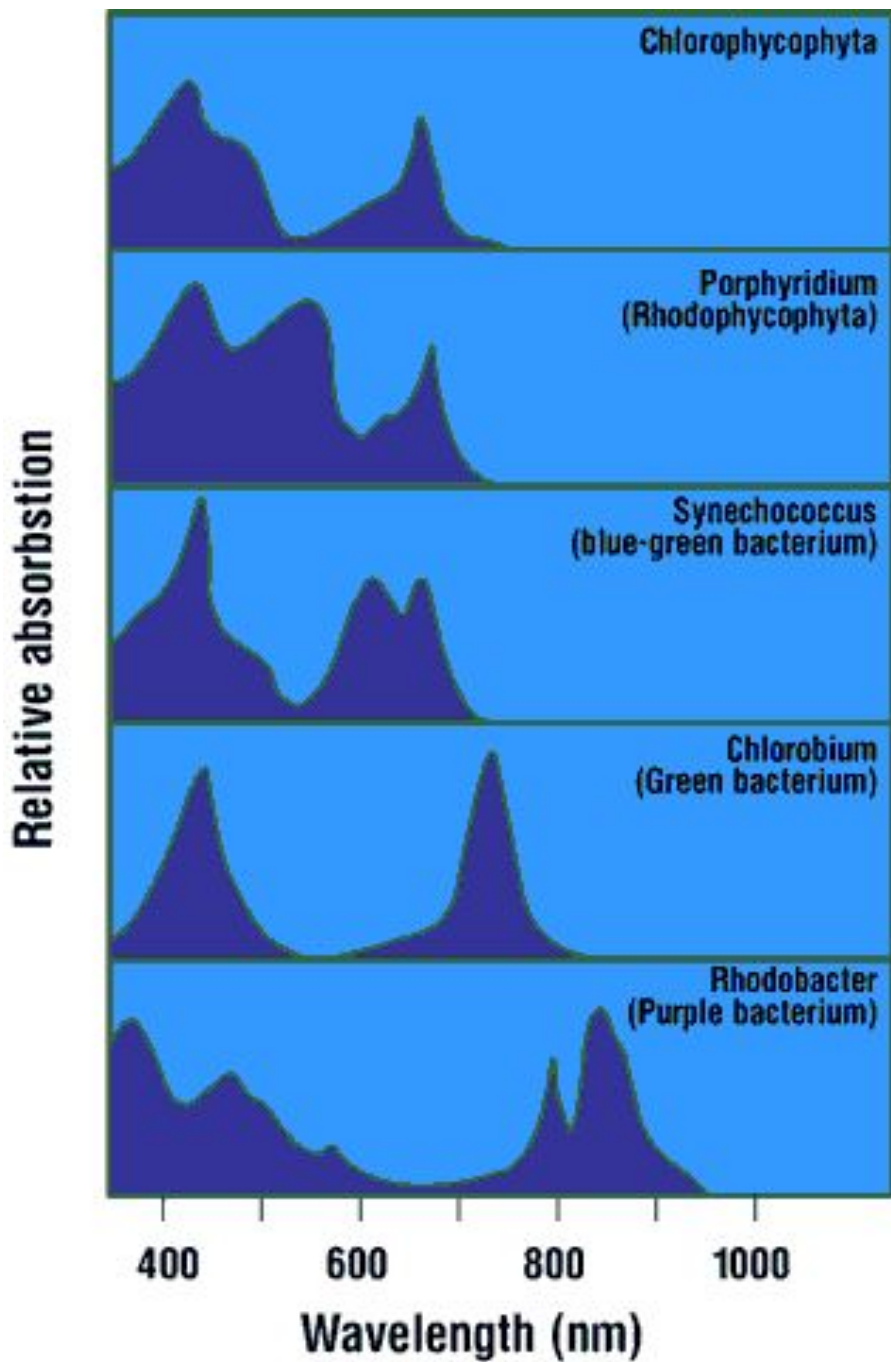 Chlorophycophyta
Porphyridium
(Rhodophycophyta)
Synechococcus
(blue-green bacterium)
Chlorobium
(Green bacterium)
Rhodobacter
(Purple bacterium)
Relative absorbstion
400 600 800 1000
Wavelength (nm)